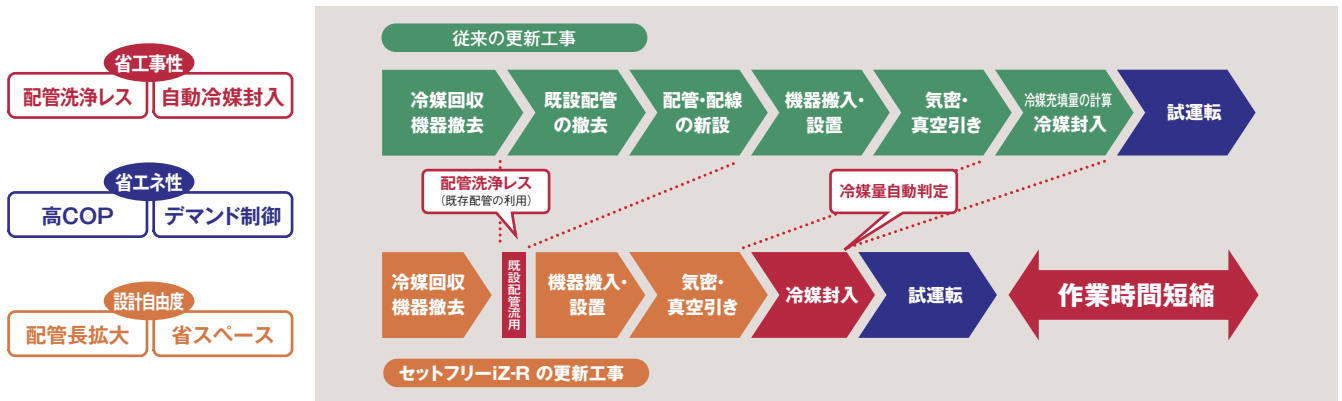 省工事性
配管洗浄レス
自動冷媒封入
省エネ性
高COP
デマンド制御
設計自由度
配管長拡大
省スペース
従来の更新工事
冷媒回収
機器撤去
既設配管
の撤去
配管・配線
の新設
機器搬入・
設置
気密・
真空引き
冷媒充填量の計算
冷媒封入
試運転
配管洗浄レス
(既存配管の利用)
冷媒量自動判定
冷媒回収
機器撤去
既設配管流用
機器搬入・
設置
気密・
真空引き
冷媒封入
試運転
作業時間短縮
セットフリーiZ-R の更新工事